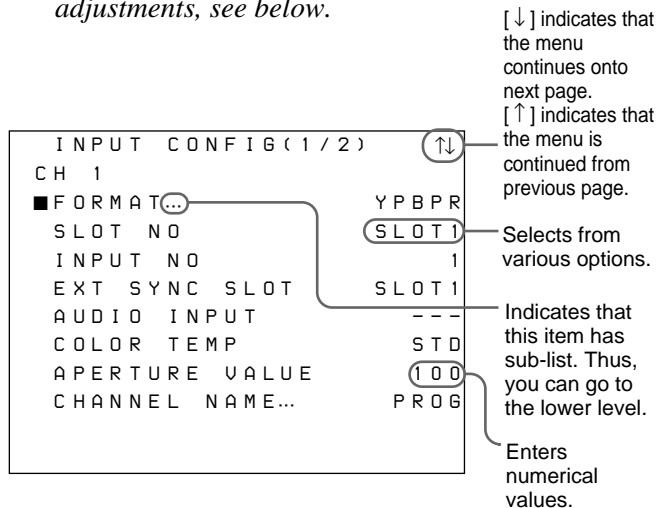 adjustments, see below.
[↓] indicates that
the menu
continues onto
next page.
[↑] indicates that
the menu is
continued from
previous page.
INPUT CONFIG(1/2) ↑↓
CH 1
■FORMAT... YPBPR
SLOT NO SLOT1
INPUT NO 1
EXT SYNC SLOT SLOT1
AUDIO INPUT ---
COLOR TEMP STD
APERTURE VALUE 100
CHANNEL NAME... PROG
Selects from
various options.
Indicates that
this item has
sub-list. Thus,
you can go to
the lower level.
Enters
numerical
values.